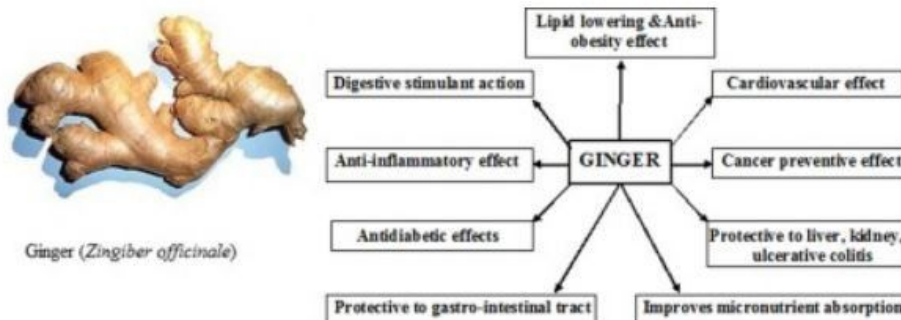 Lipid lowering &Anti-
obesity effect
Digestive stimulant action
Cardiovascular effect
Anti-inflammatory effect
GINGER
Cancer preventive effect
Ginger (Zingiber officinale)
Antidiabetic effects
Protective to liver, kidney,
ulcerative colitis
Protective to gastro-intestinal tract
Improves micronutrient absorption